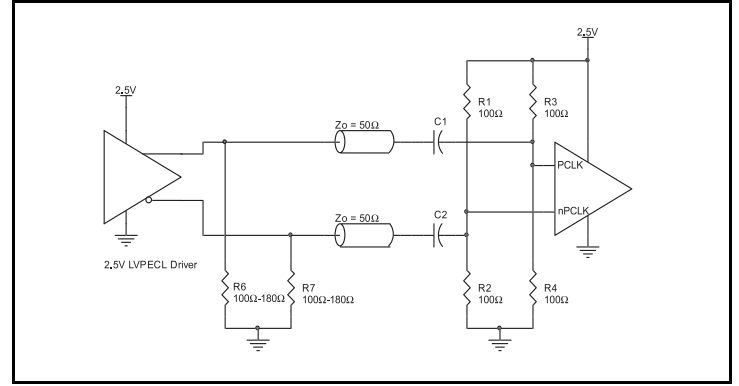 2.5V
2.5V
R1
100Ω
R3
100Ω
Zo = 50Ω
C1
PCLK
nPCLK
Zo = 50Ω
C2
2.5V LVPECL Driver
R6
100Ω-180Ω
R7
100Ω-180Ω
R2
100Ω
R4
100Ω